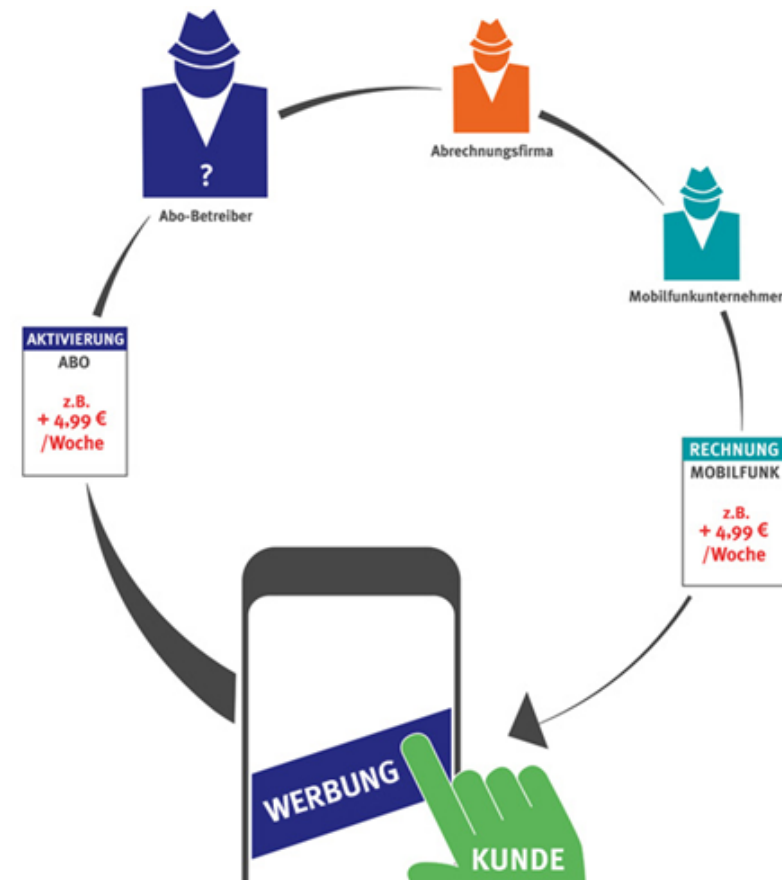 ?
Abo-Betreiber
Abrechnungsfirma
Mobilfunkunternehmen
AKTIVIERUNG
ABO
z.B.
+ 4,99 €
/Woche
RECHNUNG
MOBILFUNK
z.B.
+ 4,99 €
/Woche
WERBUNG
KUNDE